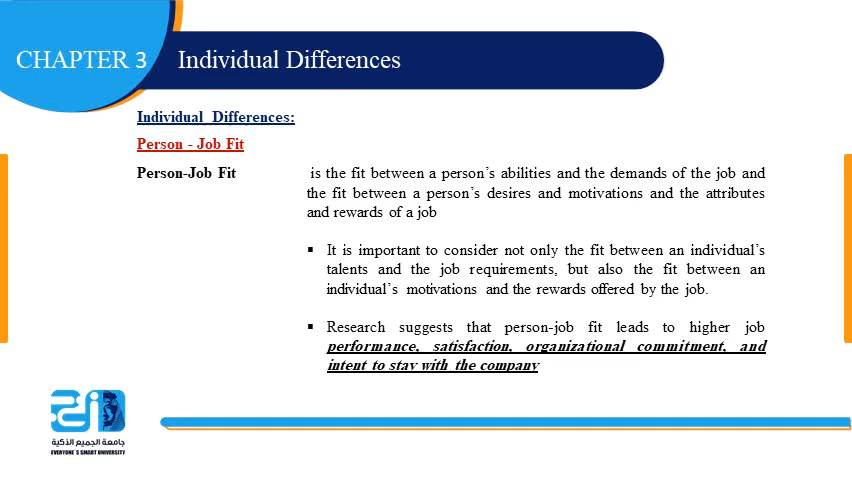 CHAPTER 3
Individual Differences
Individual Differences:
Person - Job Fit
Person-Job Fit
is the fit between a person's abilities and the demands of the job and
the fit between a person's desires and motivations and the attributes
and rewards of a job
▪ It is important to consider not only the fit between an individual's
talents and the job requirements, but also the fit between an
individual's motivations and the rewards offered by the job.
▪ Research suggests that person-job fit leads to higher job
performance, satisfaction, organizational commitment, and
intent to stay with the company
جامعة الجميع الذكية
EVERYONE'S SMART UNIVERSITY